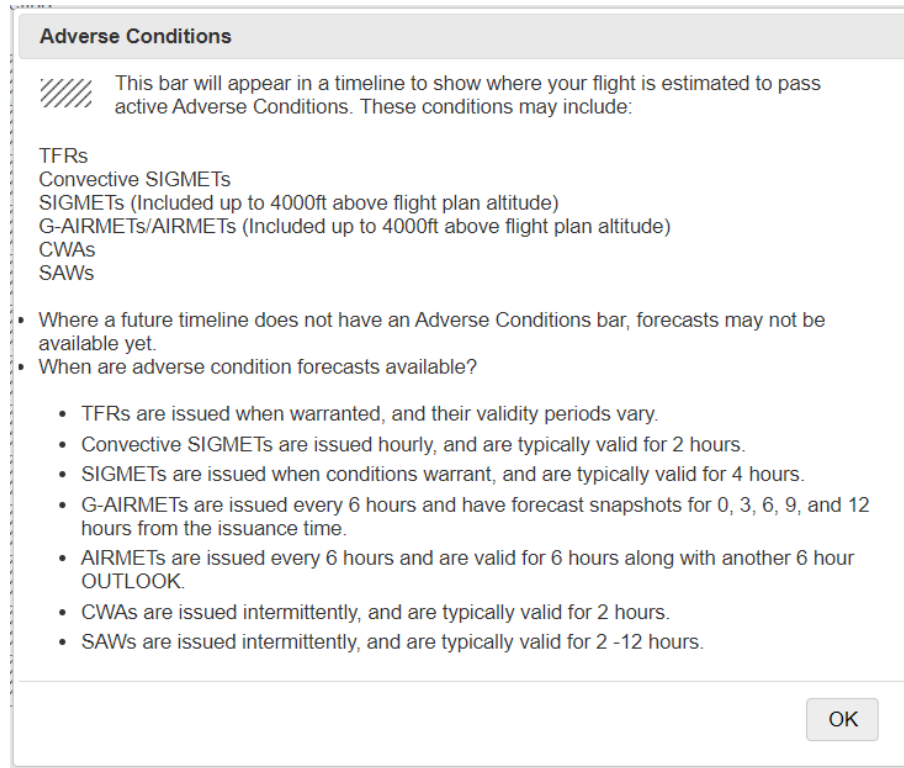 Adverse Conditions
This bar will appear in a timeline to show where your flight is estimated to pass
active Adverse Conditions. These conditions may include:
TFRs
Convective SIGMETs
SIGMETs (Included up to 4000ft above flight plan altitude)
G-AIRMETs/AIRMETs (Included up to 4000ft above flight plan altitude)
CWAs
SAWs
• Where a future timeline does not have an Adverse Conditions bar, forecasts may not be
available yet.
• When are adverse condition forecasts available?
• TFRs are issued when warranted, and their validity periods vary.
• Convective SIGMETs are issued hourly, and are typically valid for 2 hours.
• SIGMETs are issued when conditions warrant, and are typically valid for 4 hours.
• G-AIRMETs are issued every 6 hours and have forecast snapshots for 0, 3, 6, 9, and 12
hours from the issuance time.
• AIRMETs are issued every 6 hours and are valid for 6 hours along with another 6 hour
OUTLOOK.
• CWAs are issued intermittently, and are typically valid for 2 hours.
• SAWs are issued intermittently, and are typically valid for 2 -12 hours.
OK